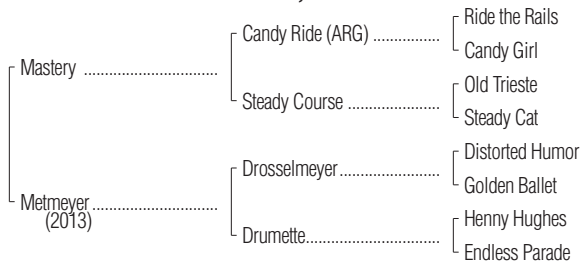 Ride the Rails
Candy Ride (ARG) ..................
Candy Girl
Mastery ....................................
Old Trieste
Steady Course .........................
Steady Cat
Distorted Humor
Drosselmeyer ...........................
Golden Ballet
Metmeyer ..................................
(2013)
Henny Hughes
Drumette ....................................
Endless Parade